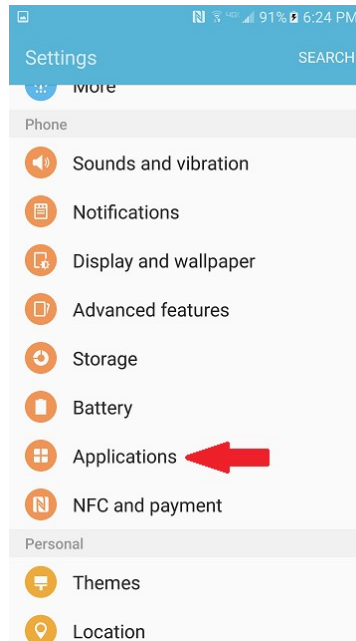 91% 6:24 PM
Settings SEARCH
More
Phone
Sounds and vibration
Notifications
Display and wallpaper
Advanced features
Storage
Battery
Applications
NFC and payment
Personal
Themes
Location